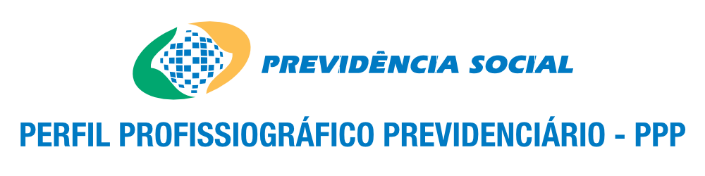 PREVIDÊNCIA SOCIAL
PERFIL PROFISSIOGRÁFICO PREVIDENCIÁRIO - PPP